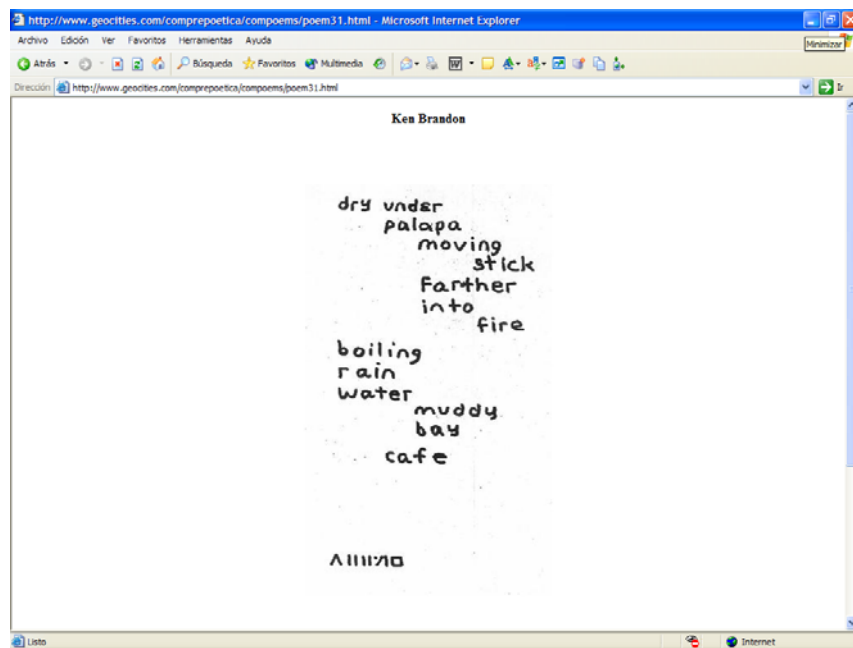 http://www.geocities.com/comprepoetica/compoems/poem31.html - Microsoft Internet Explorer
Archivo Edición Ver Favoritos Herramientas Ayuda
Minimizar
Atrás Búsqueda Favoritos Multimedia
Dirección http://www.geocities.com/comprepoetica/compoems/poem31.html Ir
Ken Brandon
dry under
palapa
moving
stick
Farther
into
fire
boiling
rain
water
muddy
bay
cafe
Listo Internet